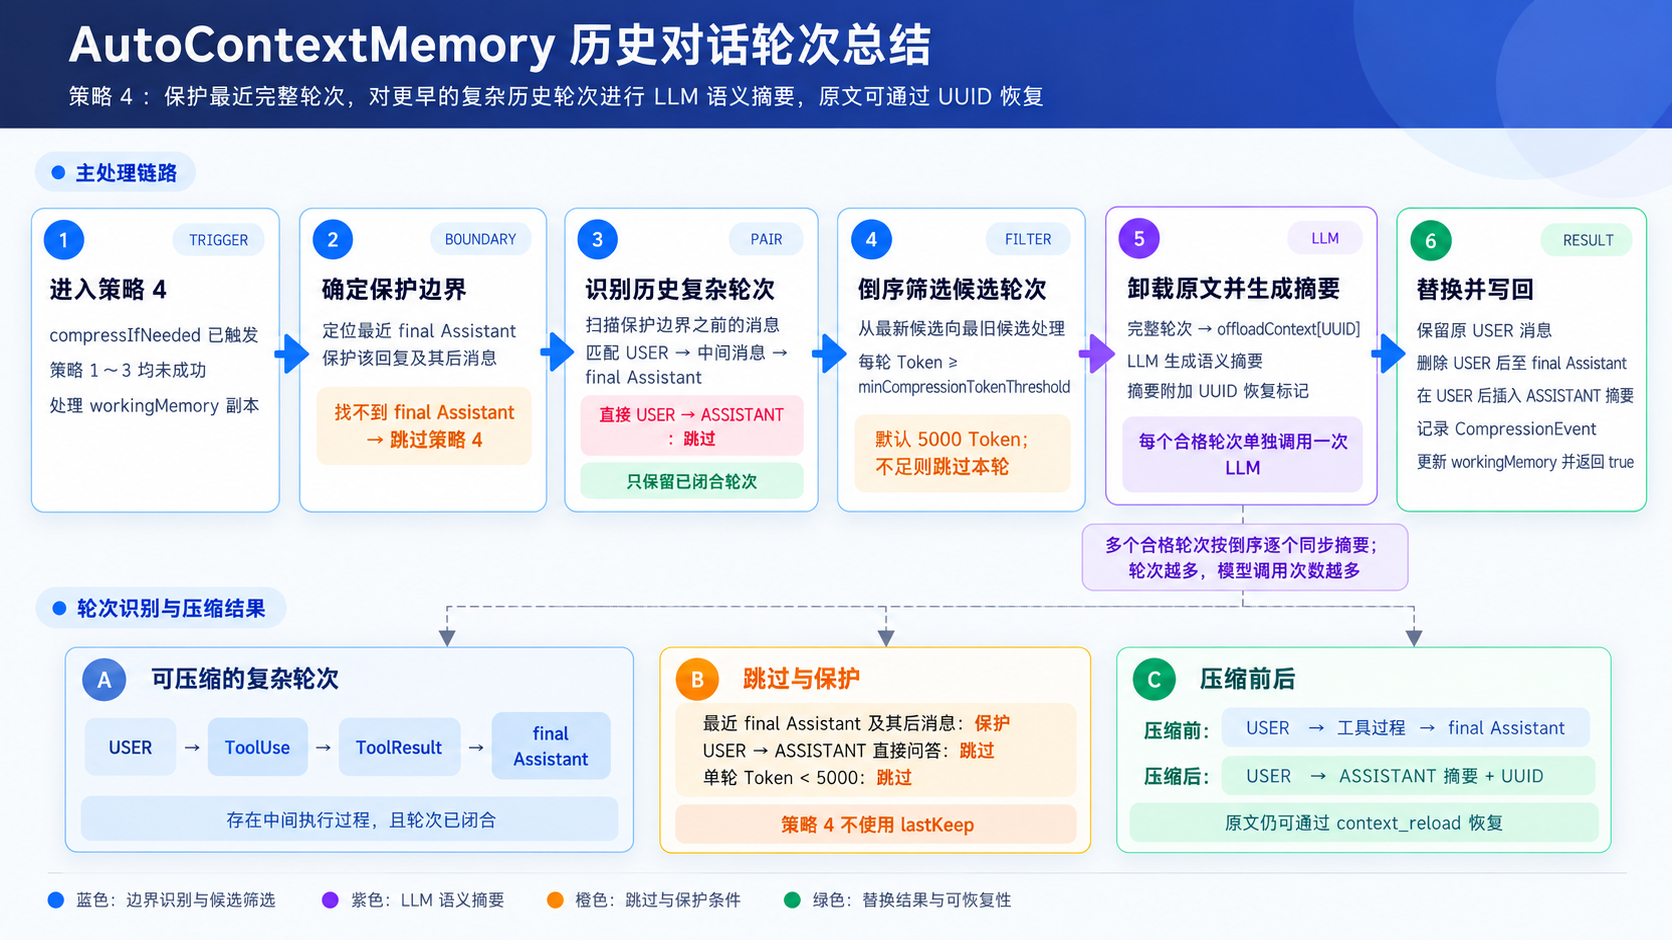 AutoContextMemory 历史对话轮次总结
策略 4 ：保护最近完整轮次，对更早的复杂历史轮次进行 LLM 语义摘要，原文可通过 UUID 恢复
主处理链路
1
TRIGGER
进入策略 4
compressIfNeeded 已触发
策略 1～3 均未成功
处理 workingMemory 副本
2
BOUNDARY
确定保护边界
定位最近 final Assistant
保护该回复及其后消息
找不到 final Assistant
→ 跳过策略 4
3
PAIR
识别历史复杂轮次
扫描保护边界之前的消息
匹配 USER → 中间消息 →
final Assistant
直接 USER → ASSISTANT
：跳过
只保留已闭合轮次
4
FILTER
倒序筛选候选轮次
从最新候选向最旧候选处理
每轮 Token ≥
minCompressionTokenThreshold
默认 5000 Token；
不足则跳过本轮
5
LLM
卸载原文并生成摘要
完整轮次 → offloadContext[UUID]
LLM 生成语义摘要
摘要附加 UUID 恢复标记
每个合格轮次单独调用一次
LLM
6
RESULT
替换并写回
保留原 USER 消息
删除 USER 后至 final Assistant
在 USER 后插入 ASSISTANT 摘要
记录 CompressionEvent
更新 workingMemory 并返回 true
多个合格轮次按倒序逐个同步摘要；
轮次越多，模型调用次数越多
轮次识别与压缩结果
A
可压缩的复杂轮次
USER → ToolUse → ToolResult → final
Assistant
存在中间执行过程，且轮次已闭合
B
跳过与保护
最近 final Assistant 及其后消息：保护
USER → ASSISTANT 直接问答：跳过
单轮 Token < 5000：跳过
策略 4 不使用 lastKeep
C
压缩前后
压缩前： USER → 工具过程 → final Assistant
压缩后： USER → ASSISTANT 摘要 + UUID
原文仍可通过 context_reload 恢复
蓝色：边界识别与候选筛选
紫色：LLM 语义摘要
橙色：跳过与保护条件
绿色：替换结果与可恢复性